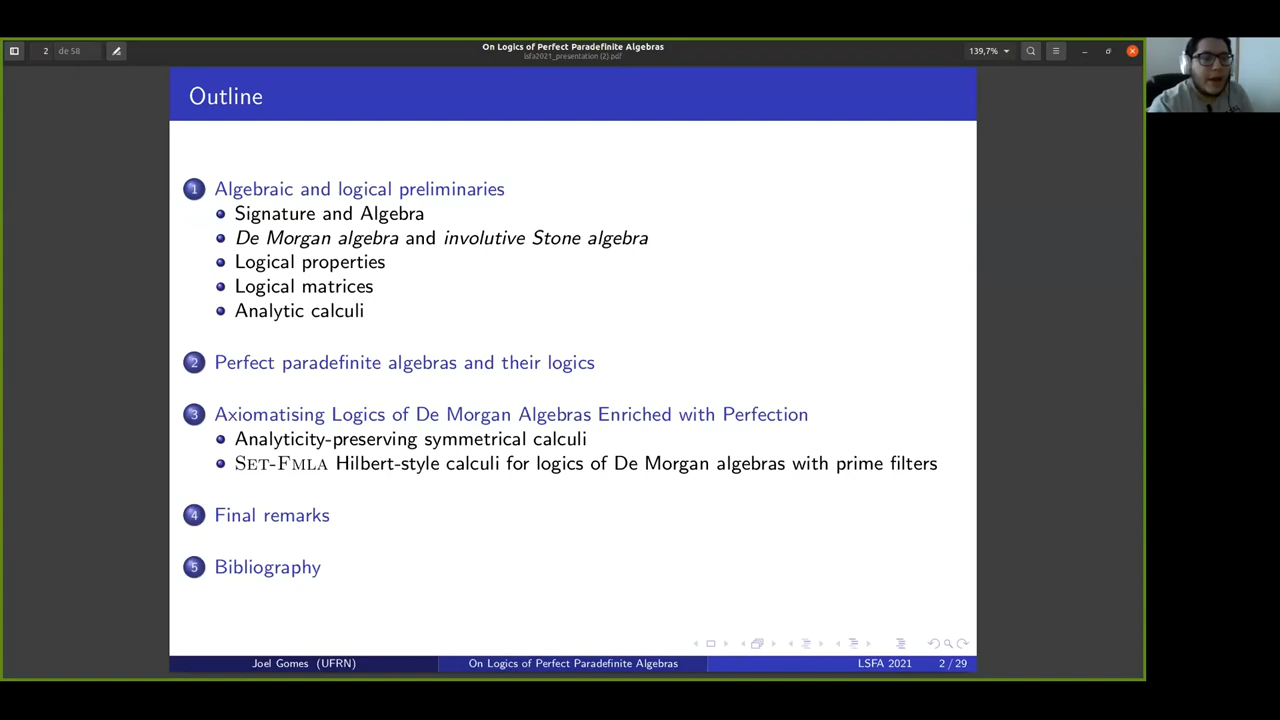 2 de 58
On Logics of Perfect Paradefinite Algebras
lsfa2021_presentation (2).pdf
139,7%
Outline
1 Algebraic and logical preliminaries
Signature and Algebra
De Morgan algebra and involutive Stone algebra
Logical properties
Logical matrices
Analytic calculi
2 Perfect paradefinite algebras and their logics
3 Axiomatising Logics of De Morgan Algebras Enriched with Perfection
Analyticity-preserving symmetrical calculi
SET-FMLA Hilbert-style calculi for logics of De Morgan algebras with prime filters
4 Final remarks
5 Bibliography
Joel Gomes (UFRN) On Logics of Perfect Paradefinite Algebras LSFA 2021 2 / 29